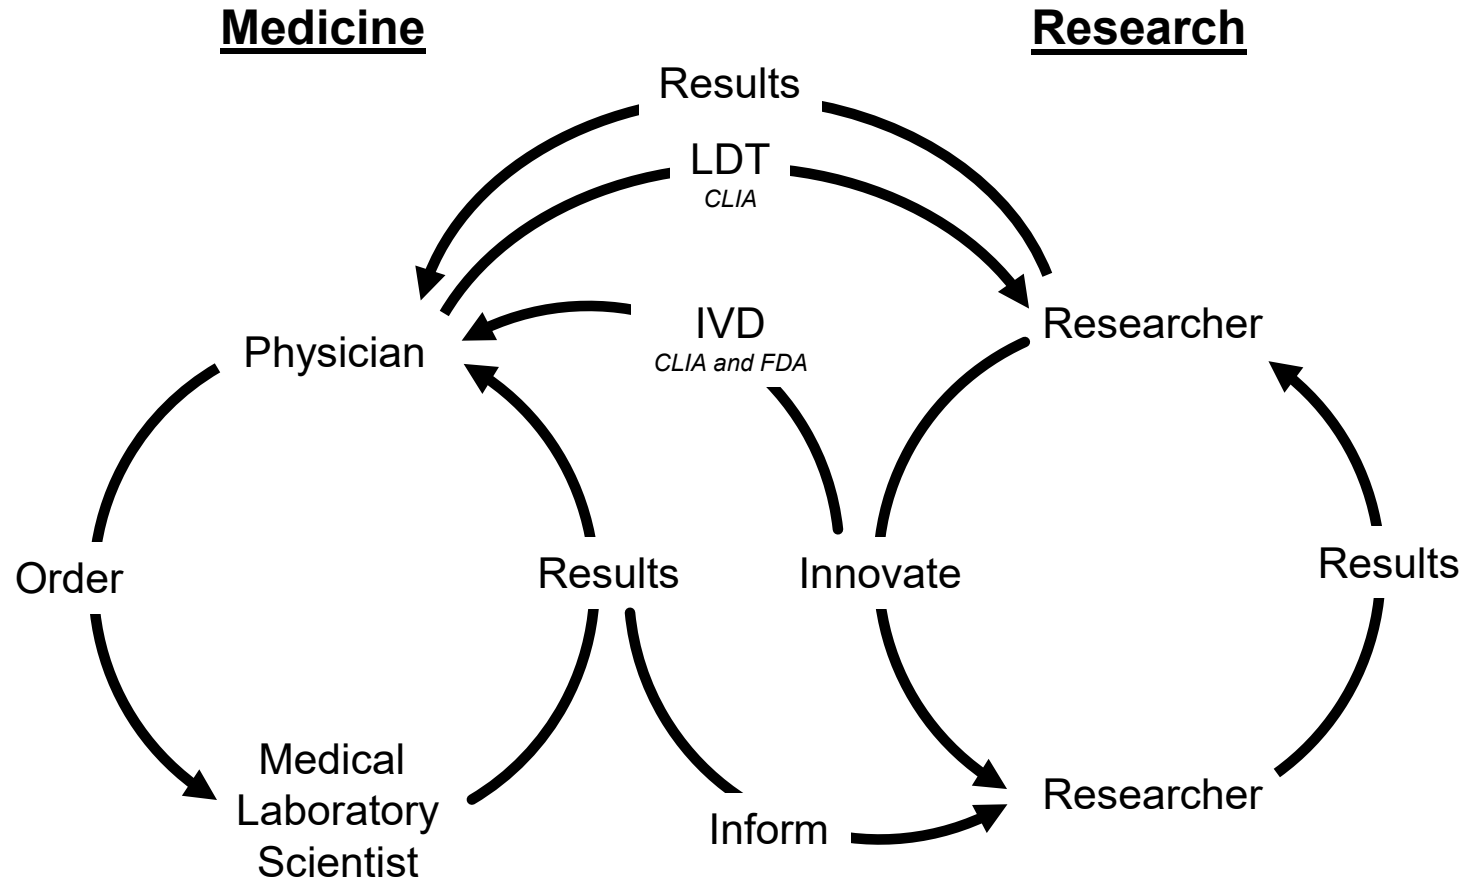 Medicine
Research
Results
LDT
CLIA
IVD
CLIA and FDA
Researcher
Physician
Order
Results
Innovate
Results
Medical
Laboratory
Scientist
Inform
Researcher